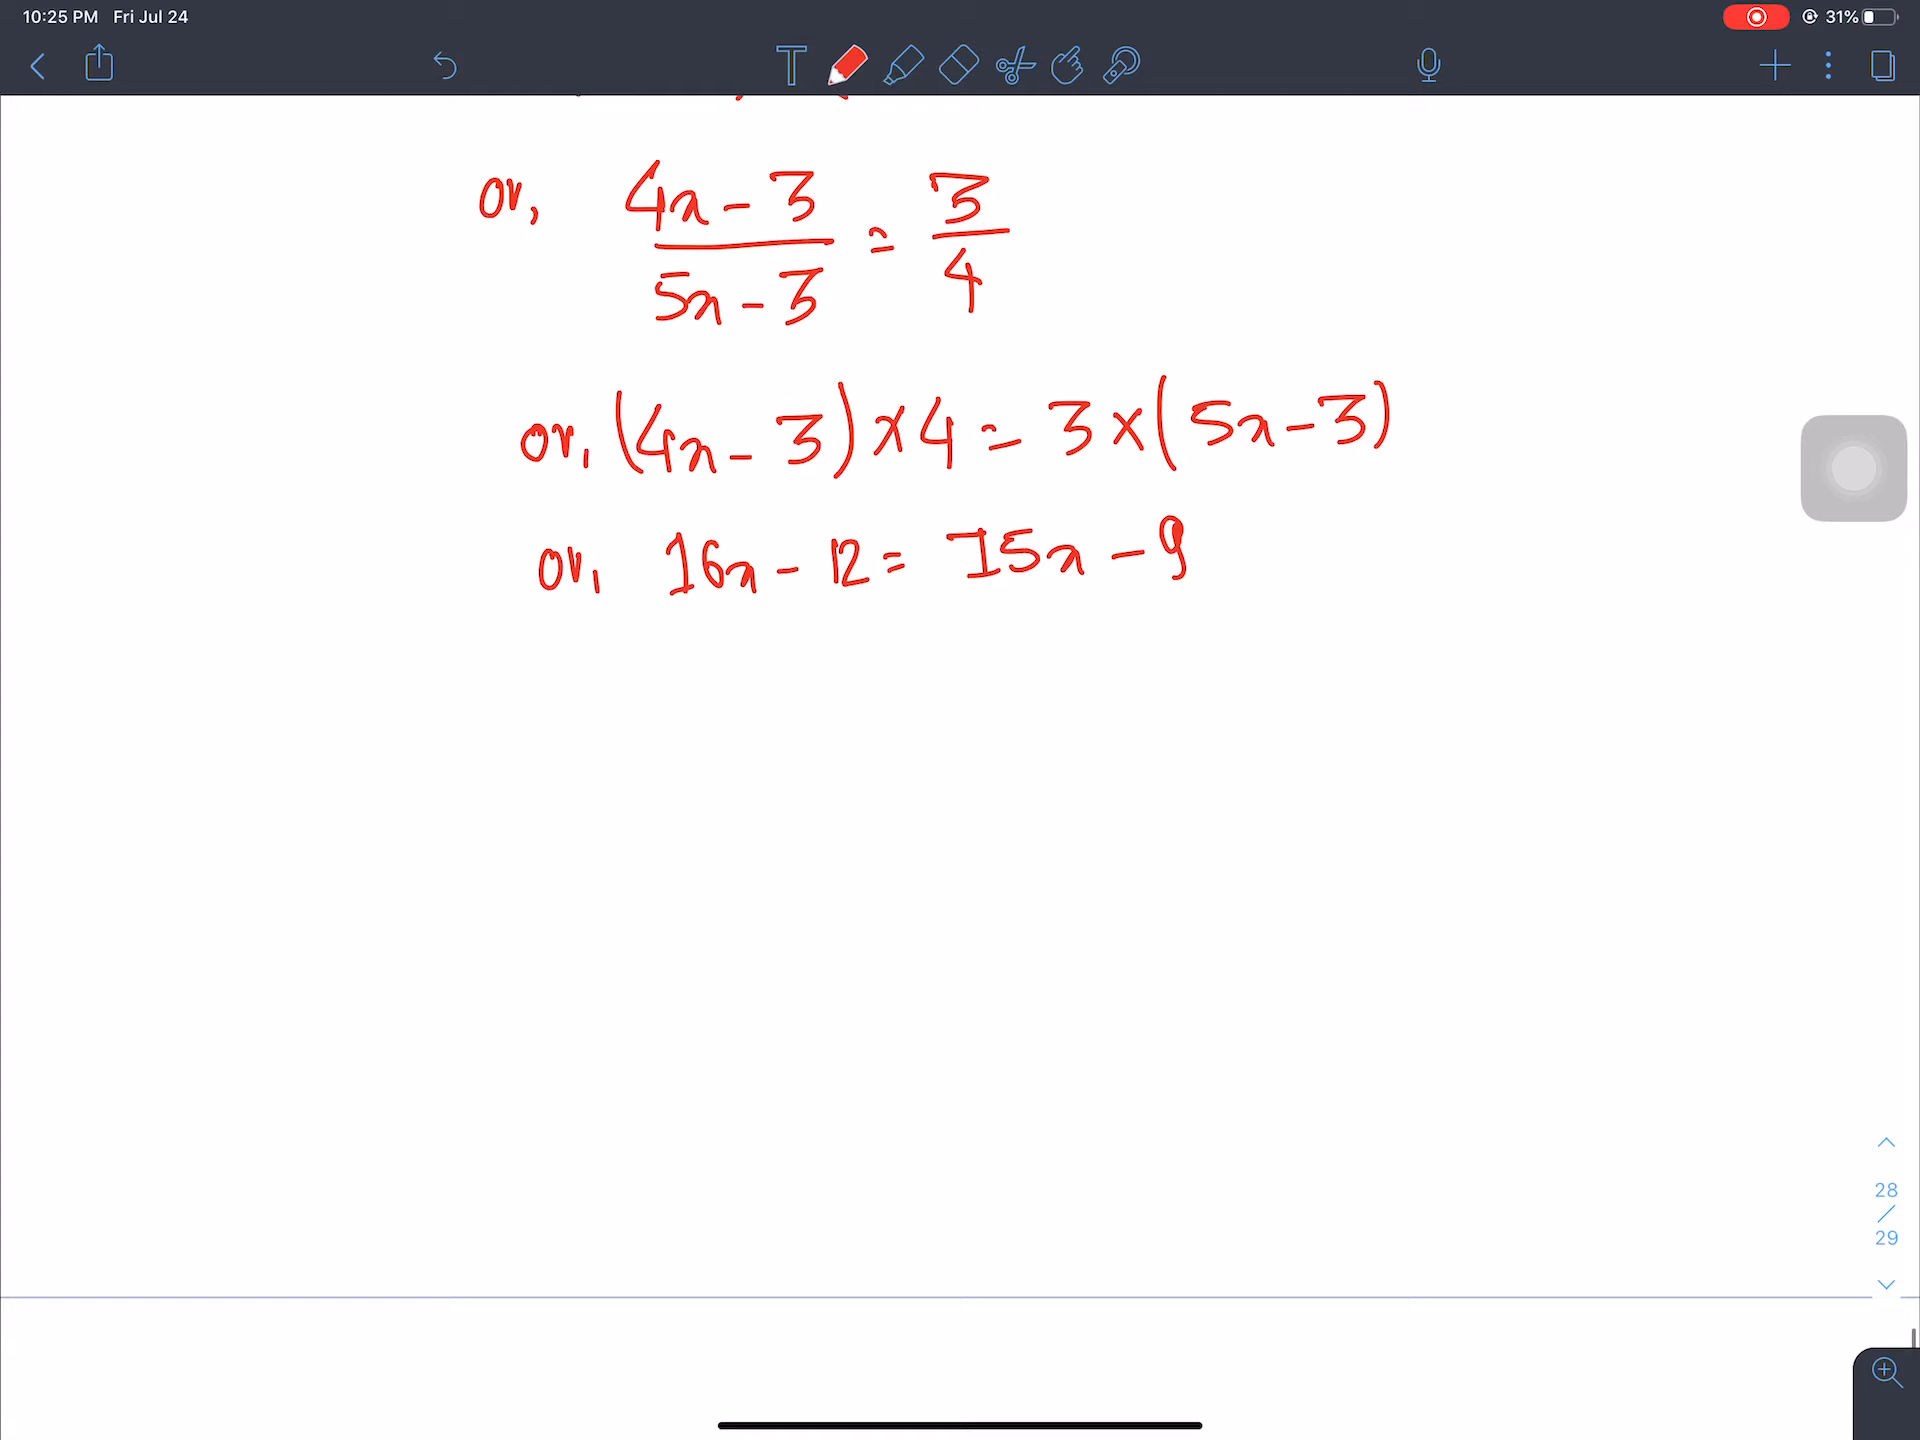 10:25 PM Fri Jul 24 31%
or, 4x - 3 / 5x - 3 = 3 / 4
or, (4x - 3) × 4 = 3 × (5x - 3)
or, 16x - 12 = 15x - 9
28
/
29